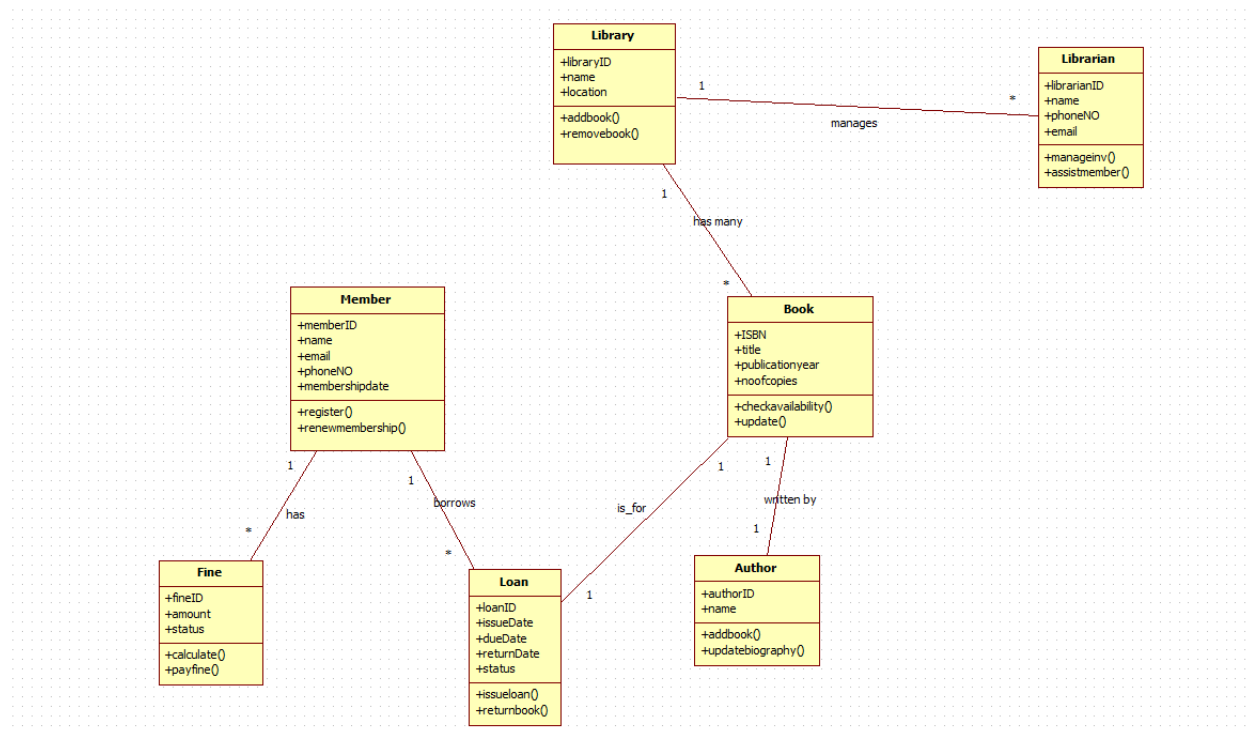 Library
+libraryID
+name
+location
+addbook()
+removebook()
Librarian
+librarianID
+name
+phoneNO
+email
+manageinv()
+assistmember()
1
*
manages
1
has many
*
Member
+memberID
+name
+email
+phoneNO
+membershipdate
+register()
+renewmembership()
Book
+ISBN
+title
+publicationyear
+noofcopies
+checkavailability()
+update()
1
has
*
1
borrows
*
1
is_for
1
1
written by
1
Fine
+fineID
+amount
+status
+calculate()
+payfine()
Loan
+loanID
+issueDate
+dueDate
+returnDate
+status
+issueloan()
+returnbook()
Author
+authorID
+name
+addbook()
+updatebiography()